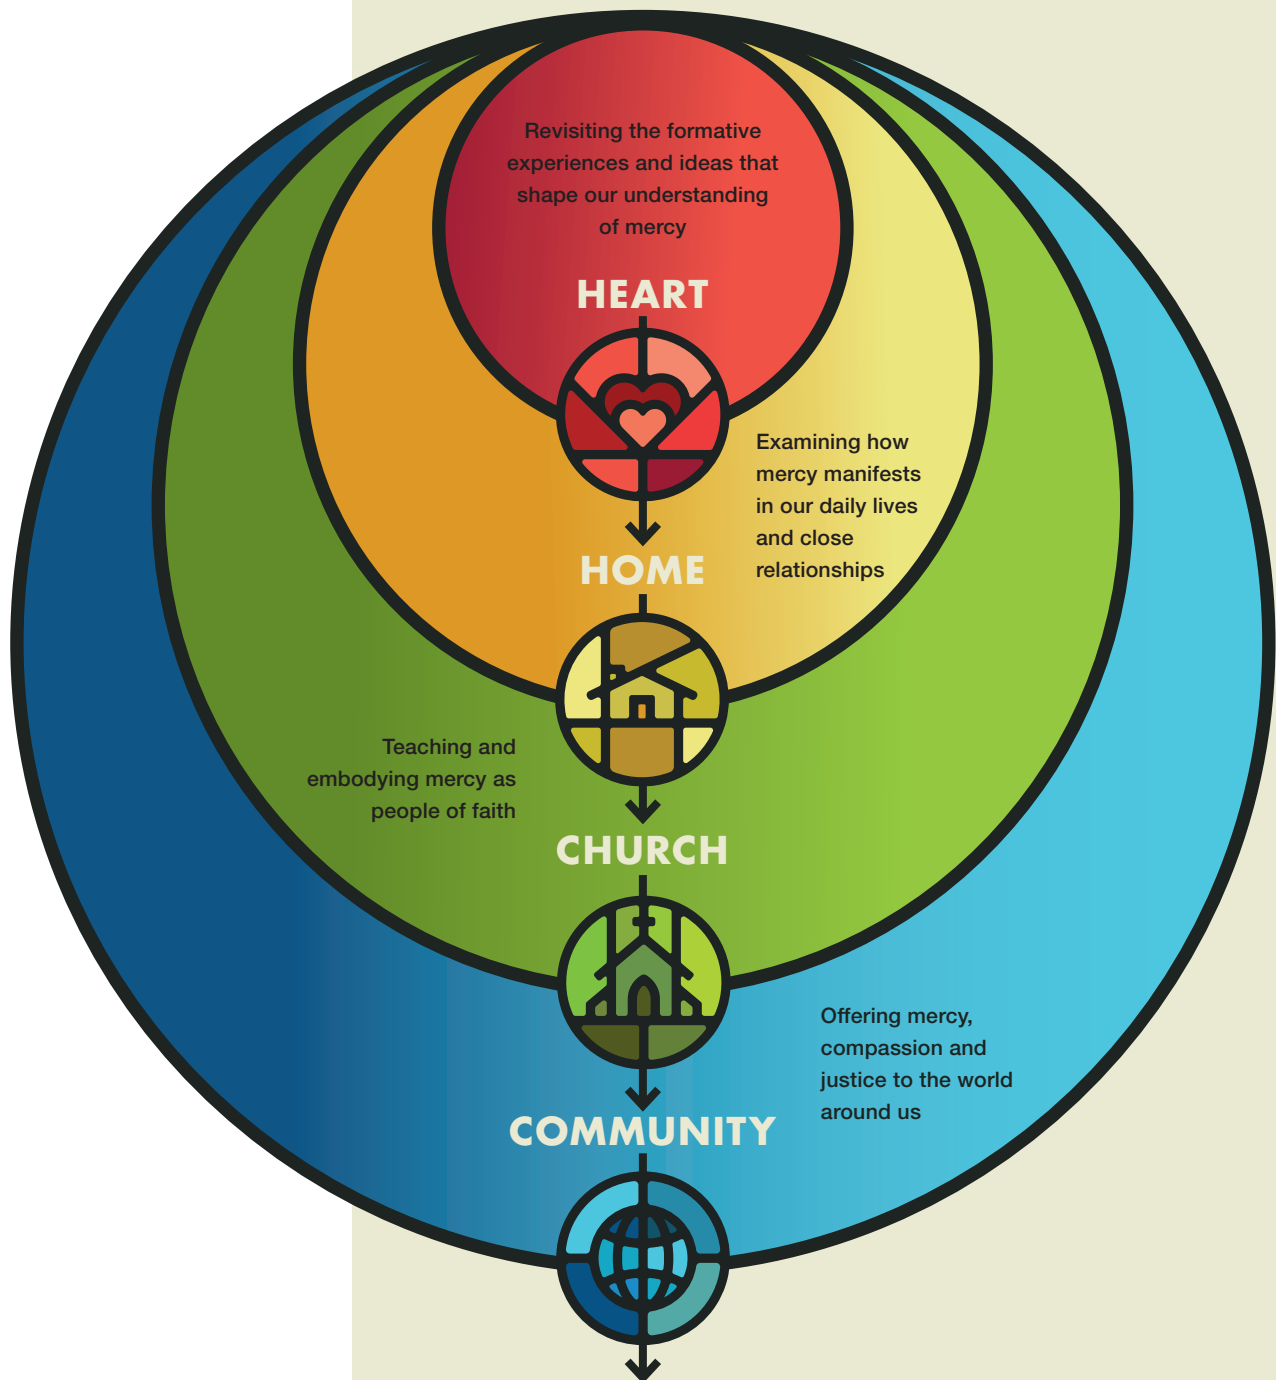 Revisiting the formative
experiences and ideas that
shape our understanding
of mercy
HEART
Examining how
mercy manifests
in our daily lives
and close
relationships
HOME
Teaching and
embodying mercy as
people of faith
CHURCH
Offering mercy,
compassion and
justice to the world
around us
COMMUNITY